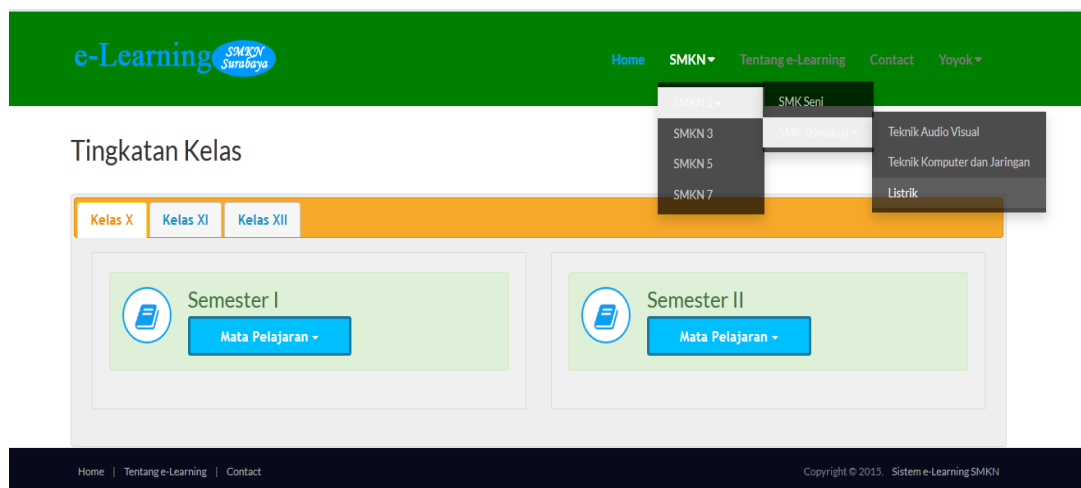 e-Learning SMKN Surabaya
Home SMKN Tentang e-Learning Contact Yoyok
SMKN 2 SMK Seni
SMKN 3 SMK Teknologi Teknik Audio Visual
SMKN 5 Teknik Komputer dan Jaringan
SMKN 7 Listrik
Tingkatan Kelas
Kelas X Kelas XI Kelas XII
Semester I Semester II
Mata Pelajaran Mata Pelajaran
Home | Tentang e-Learning | Contact Copyright © 2015. Sistem e-Learning SMKN